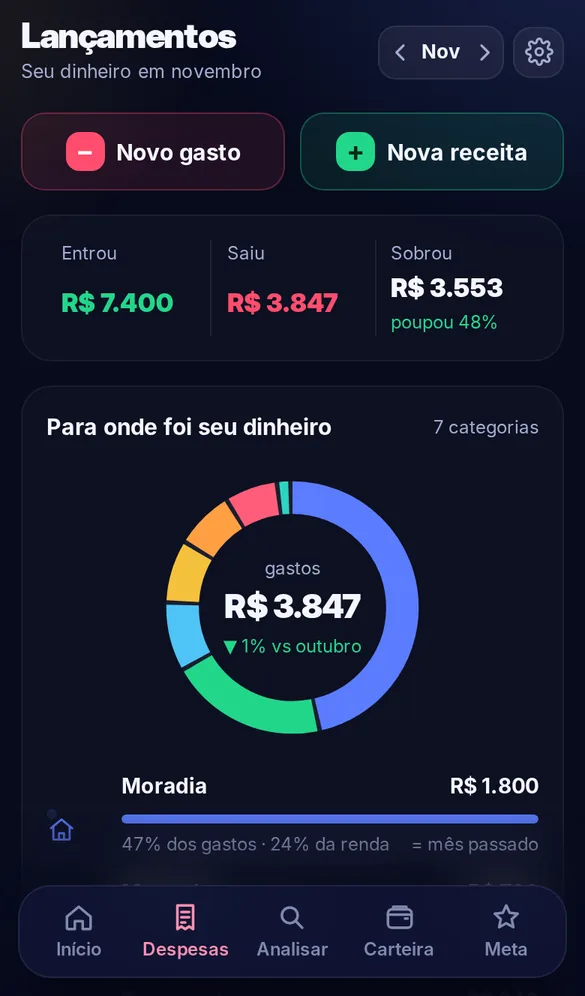 Lançamentos
Seu dinheiro em novembro
Nov
Novo gasto
Nova receita
Entrou
R$ 7.400
Saiu
R$ 3.847
Sobrou
R$ 3.553
poupou 48%
Para onde foi seu dinheiro
7 categorias
gastos
R$ 3.847
▼ 1% vs outubro
Moradia
R$ 1.800
47% dos gastos · 24% da renda
= mês passado
Início
Despesas
Analisar
Carteira
Meta